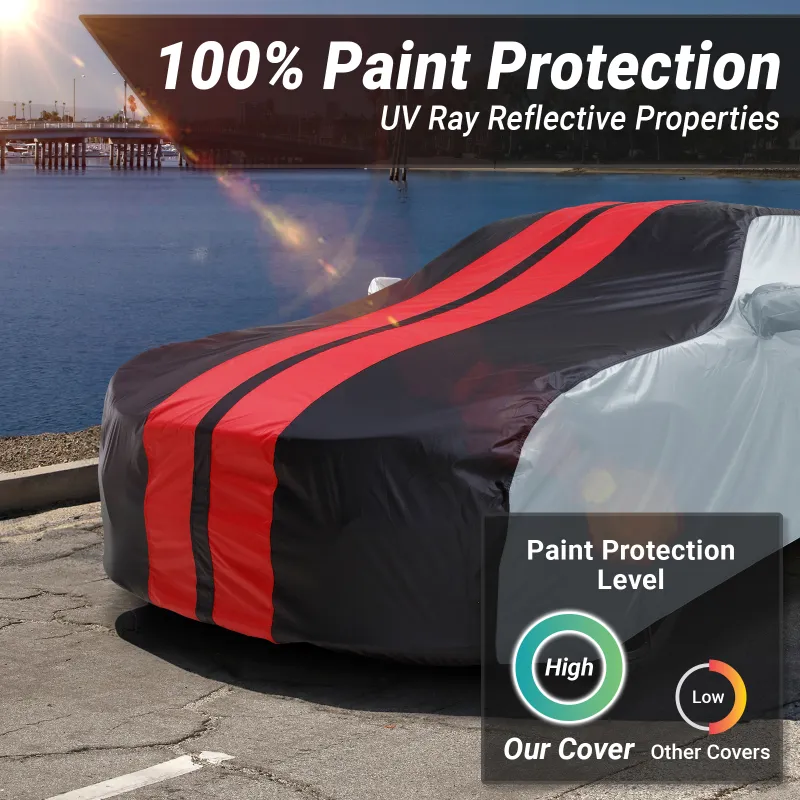 100% Paint Protection
UV Ray Reflective Properties
Paint Protection
Level
High
Low
Our Cover
Other Covers